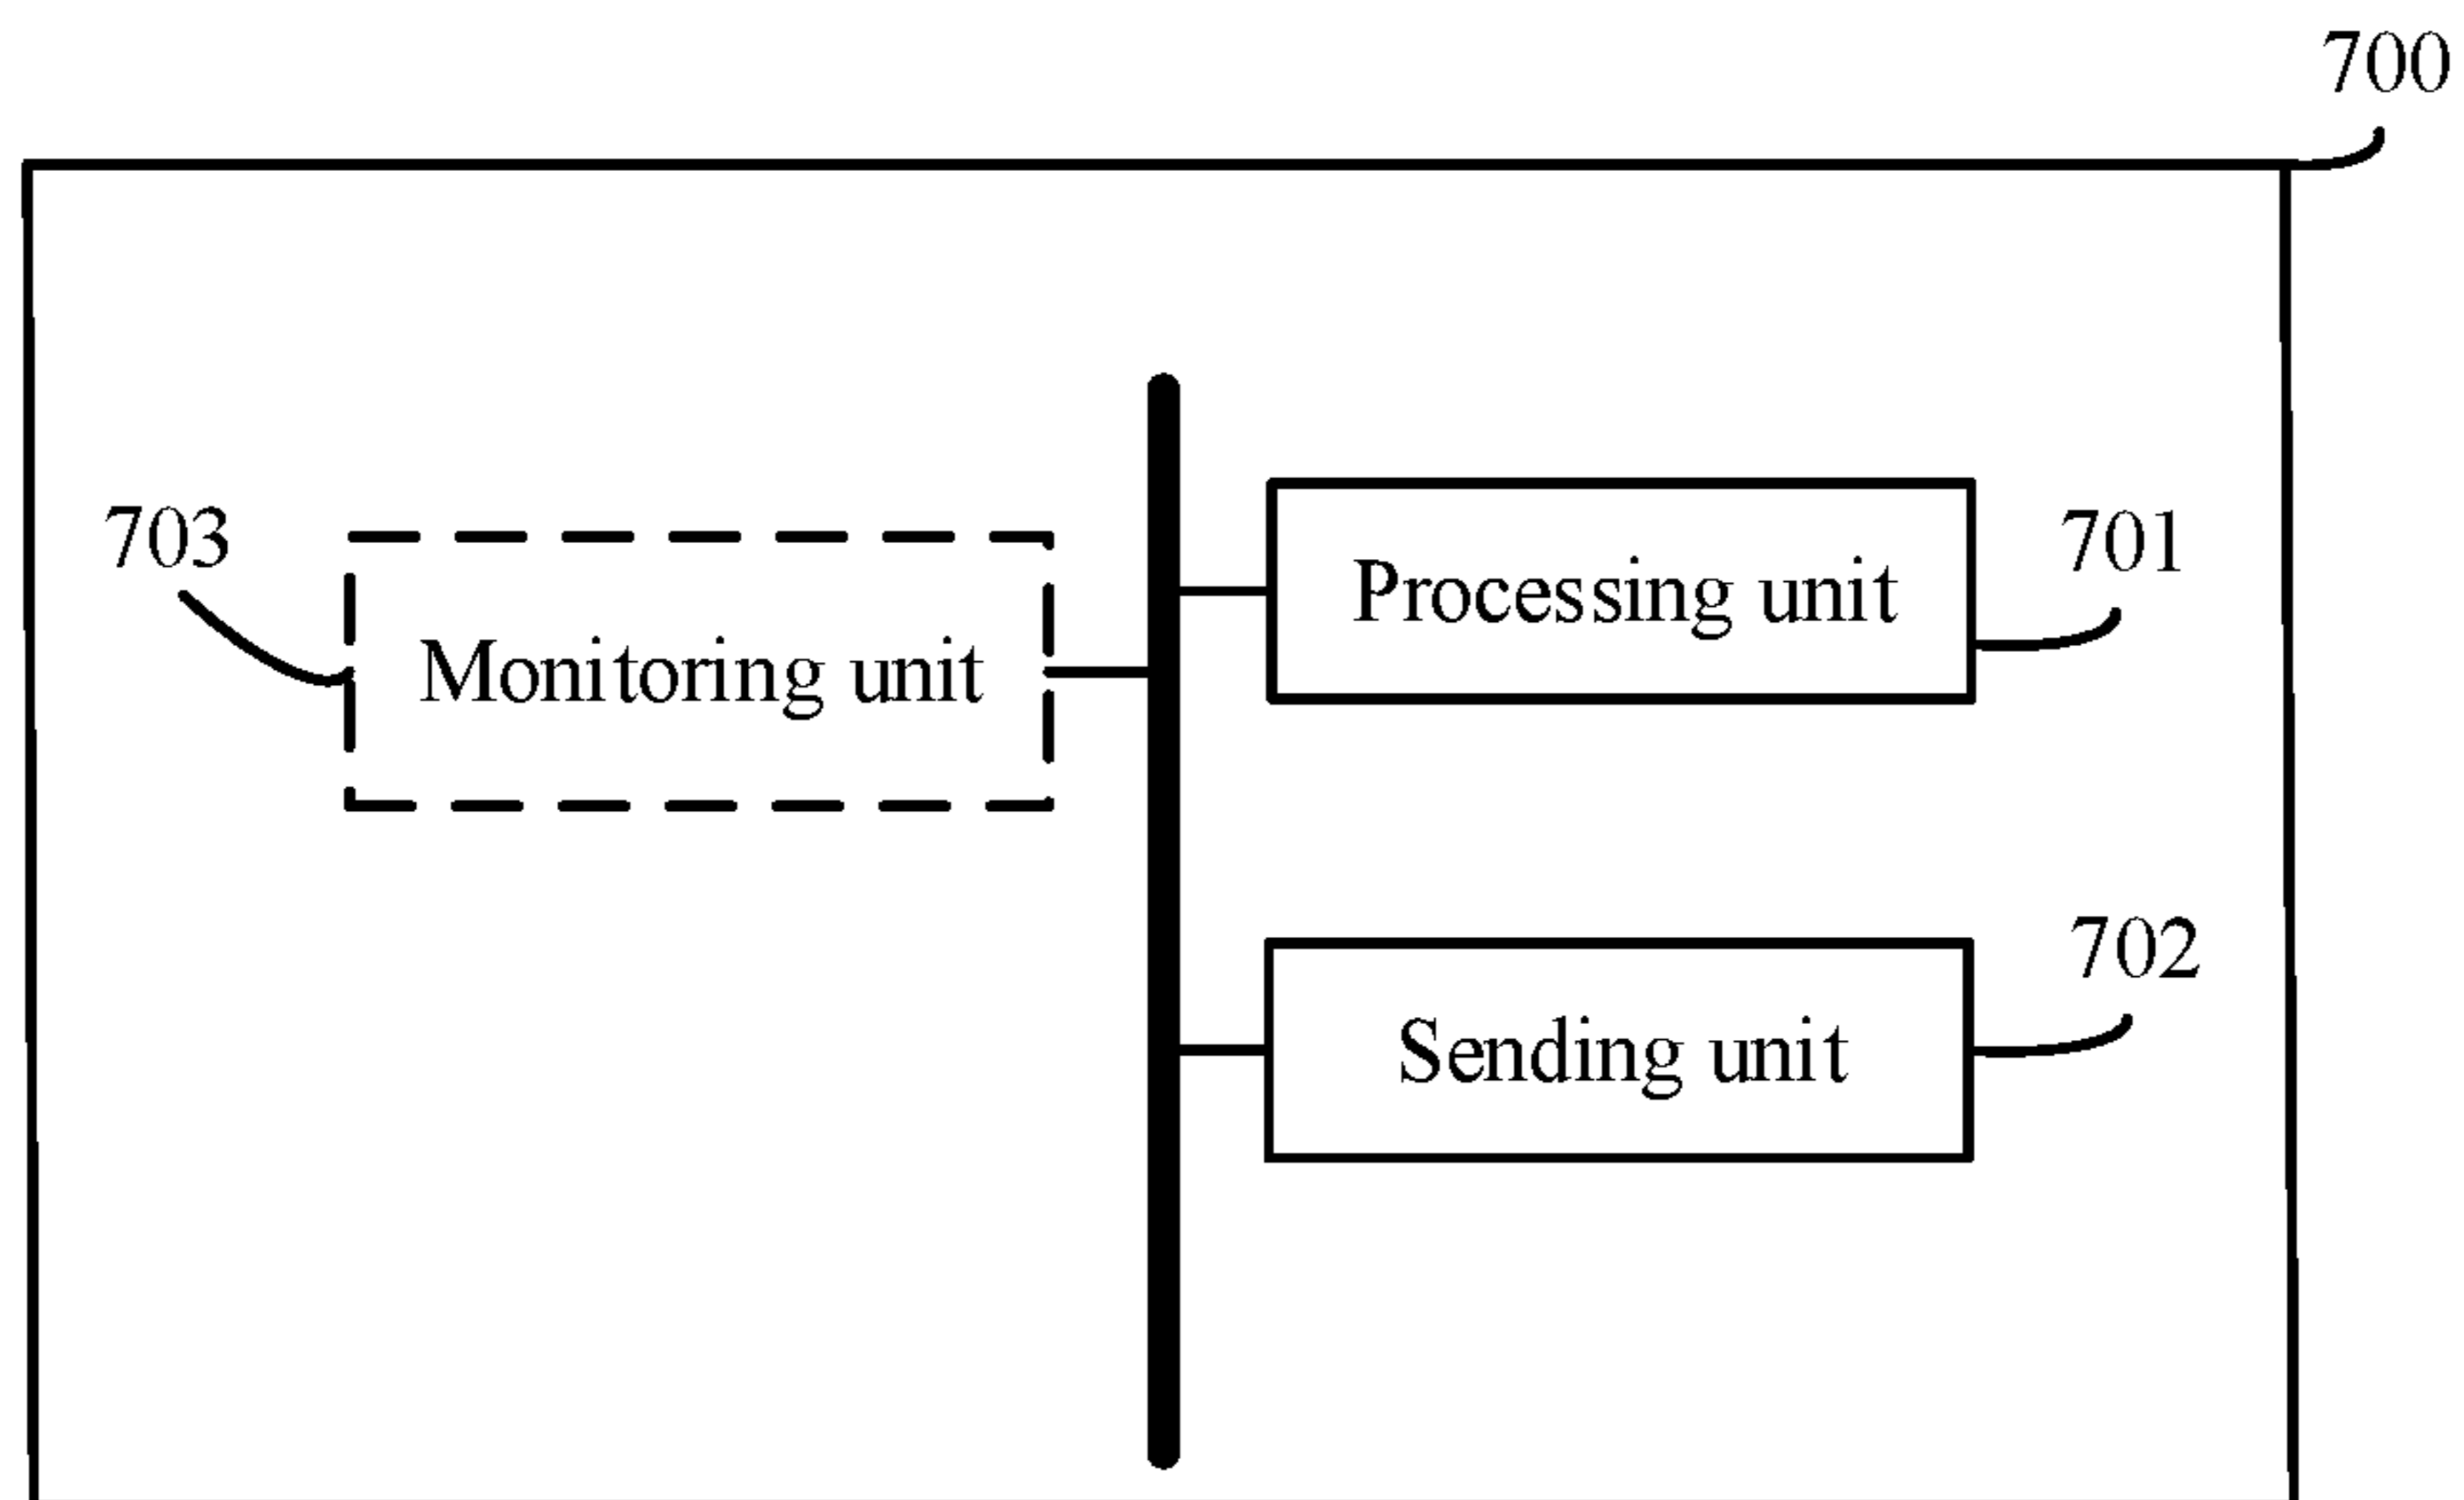 700
703
701
Processing unit
Monitoring unit
702
Sending unit